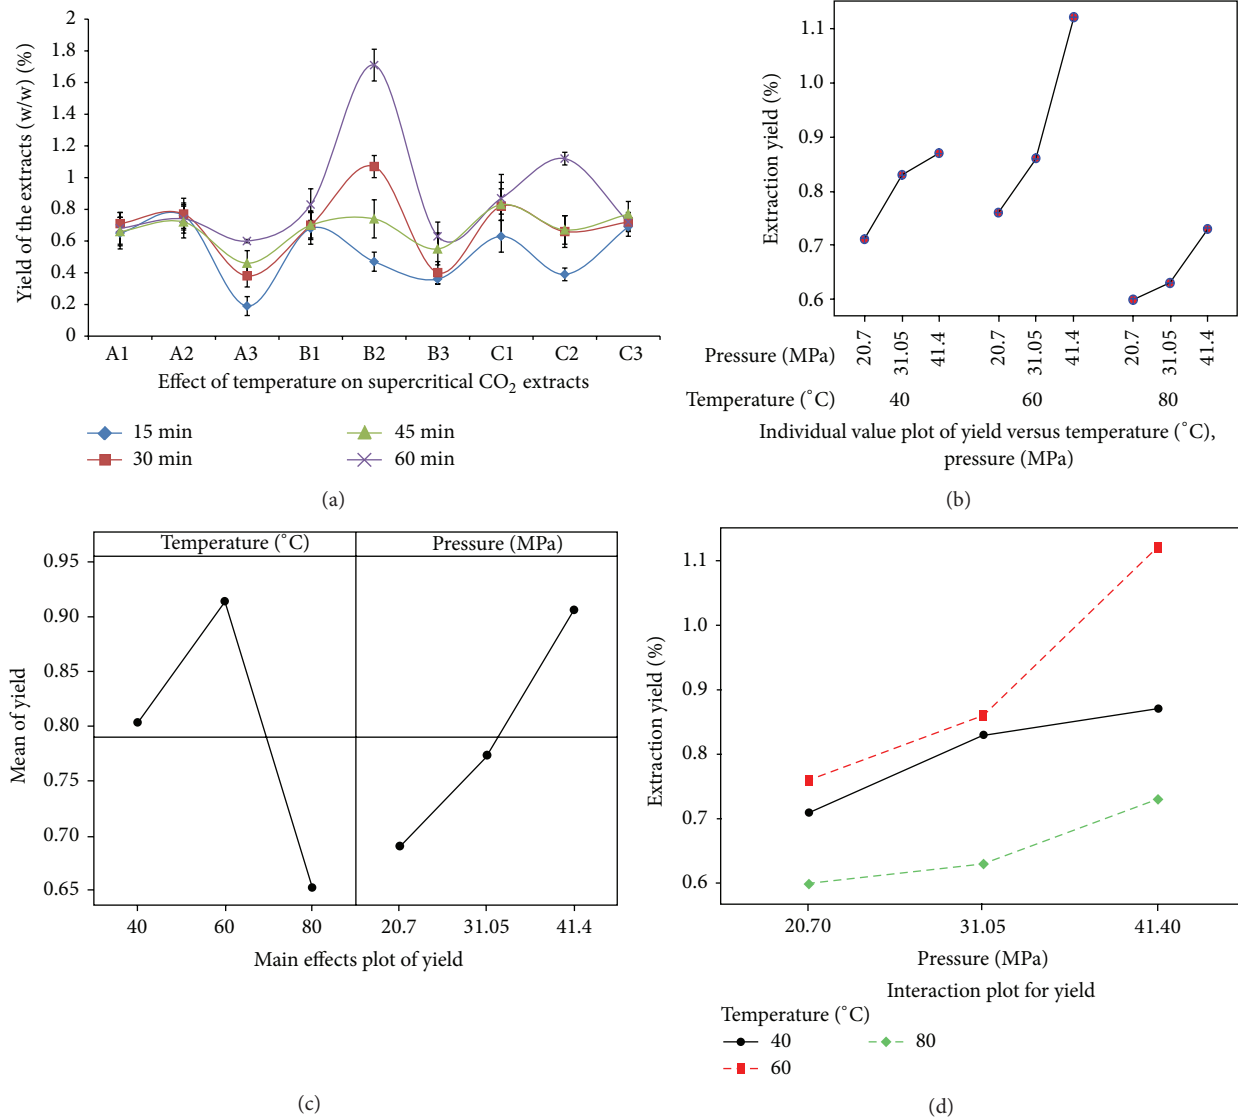 2
1.8
1.6
1.4
1.2
1
0.8
0.6
0.4
0.2
0
Yield of the extracts (w/w) (%)
A1 A2 A3 B1 B2 B3 C1 C2 C3
Effect of temperature on supercritical CO2 extracts
15 min 45 min
30 min 60 min
(a)
1.1
1.0
0.9
0.8
0.7
0.6
Extraction yield (%)
Pressure (MPa) 20.7 31.05 41.4 20.7 31.05 41.4 20.7 31.05 41.4
Temperature (°C) 40 60 80
Individual value plot of yield versus temperature (°C),
pressure (MPa)
(b)
Temperature (°C) Pressure (MPa)
0.95
0.90
0.85
0.80
0.75
0.70
0.65
Mean of yield
40 60 80 20.7 31.05 41.4
Main effects plot of yield
(c)
1.1
1.0
0.9
0.8
0.7
0.6
Extraction yield (%)
20.70 31.05 41.40
Pressure (MPa)
Interaction plot for yield
Temperature (°C)
40 80
60
(d)